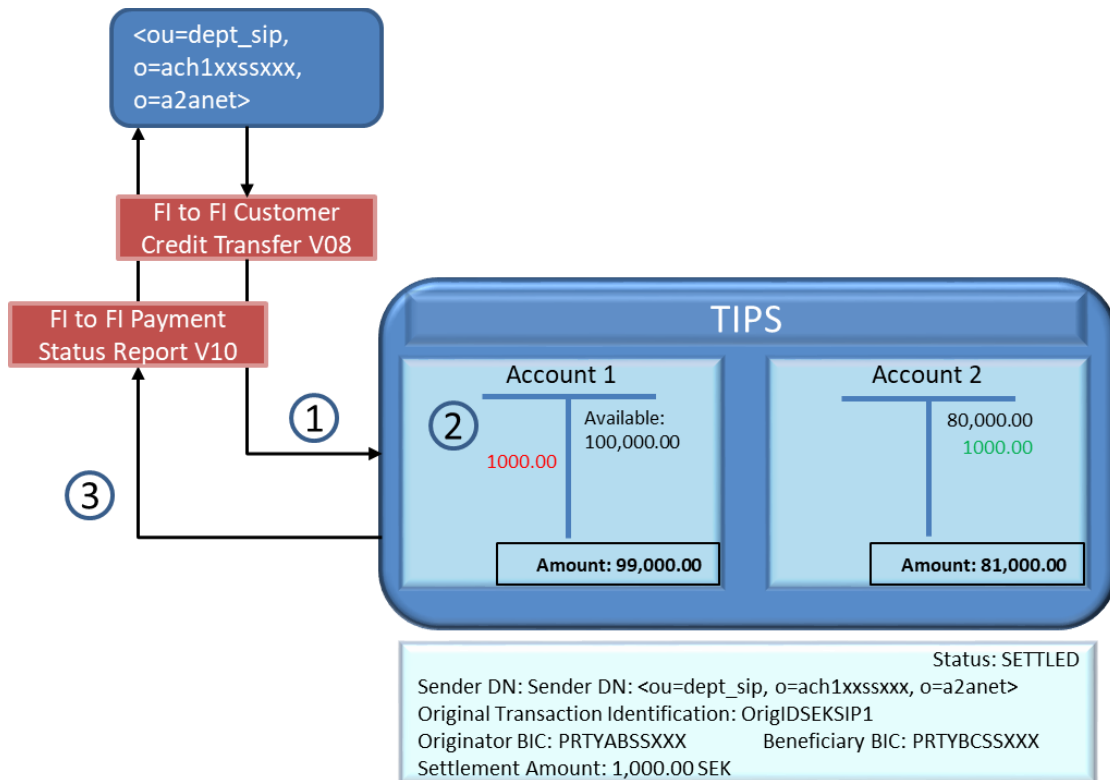 <ou=dept_sip,
o=ach1xxssxxx,
o=a2anet>
FI to FI Customer
Credit Transfer V08
FI to FI Payment
Status Report V10
1
3
TIPS
Account 1
2
Available:
100,000.00
1000.00
Amount: 99,000.00
Account 2
80,000.00
1000.00
Amount: 81,000.00
Status: SETTLED
Sender DN: Sender DN: <ou=dept_sip, o=ach1xxssxxx, o=a2anet>
Original Transaction Identification: OrigIDSEKSIP1
Originator BIC: PRTYABSSXXX Beneficiary BIC: PRTYBCSSXXX
Settlement Amount: 1,000.00 SEK